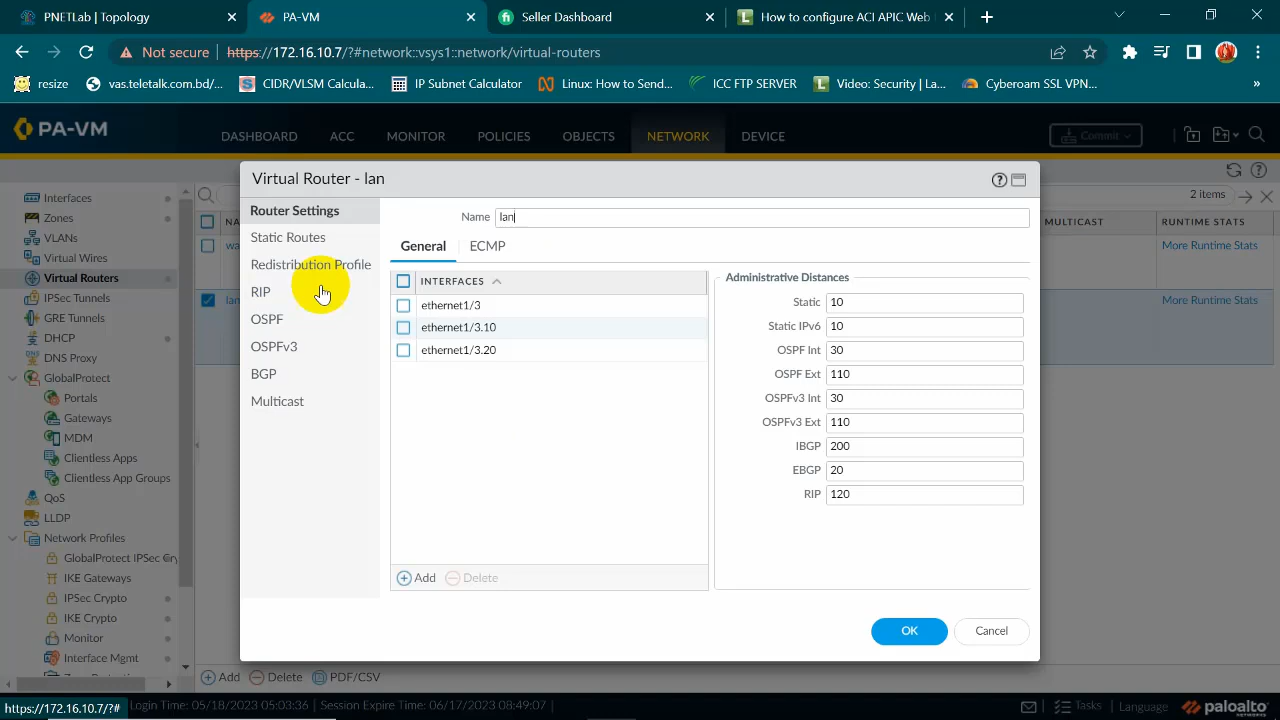 PNETLab | Topology
PA-VM
Seller Dashboard
How to configure ACI APIC Web
Not secure
https://172.16.10.7/?#network::vsys1::network/virtual-routers
resize
vas.teletalk.com.bd/...
CIDR/VLSM Calcula...
IP Subnet Calculator
Linux: How to Send...
ICC FTP SERVER
Video: Security | La...
Cyberoam SSL VPN...
»
PA-VM
DASHBOARD
ACC
MONITOR
POLICIES
OBJECTS
NETWORK
DEVICE
Commit
Interfaces
Zones
VLANs
Virtual Wires
Virtual Routers
IPSec Tunnels
GRE Tunnels
DHCP
DNS Proxy
GlobalProtect
Portals
Gateways
MDM
Clientless Apps
Clientless App Groups
QoS
LLDP
Network Profiles
GlobalProtect IPSec Cry
IKE Gateways
IPSec Crypto
IKE Crypto
Monitor
Interface Mgmt
2 items
MULTICAST
RUNTIME STATS
More Runtime Stats
More Runtime Stats
Virtual Router - lan
Router Settings
Static Routes
Redistribution Profile
RIP
OSPF
OSPFv3
BGP
Multicast
Name lan
General
ECMP
INTERFACES
ethernet1/3
ethernet1/3.10
ethernet1/3.20
Add
Delete
Administrative Distances
Static 10
Static IPv6 10
OSPF Int 30
OSPF Ext 110
OSPFv3 Int 30
OSPFv3 Ext 110
IBGP 200
EBGP 20
RIP 120
OK
Cancel
Add
Delete
PDF/CSV
https://172.16.10.7/?#
Login Time: 05/18/2023 05:03:36 | Session Expire Time: 06/17/2023 08:49:07
Tasks
Language
paloalto
NETWORKS